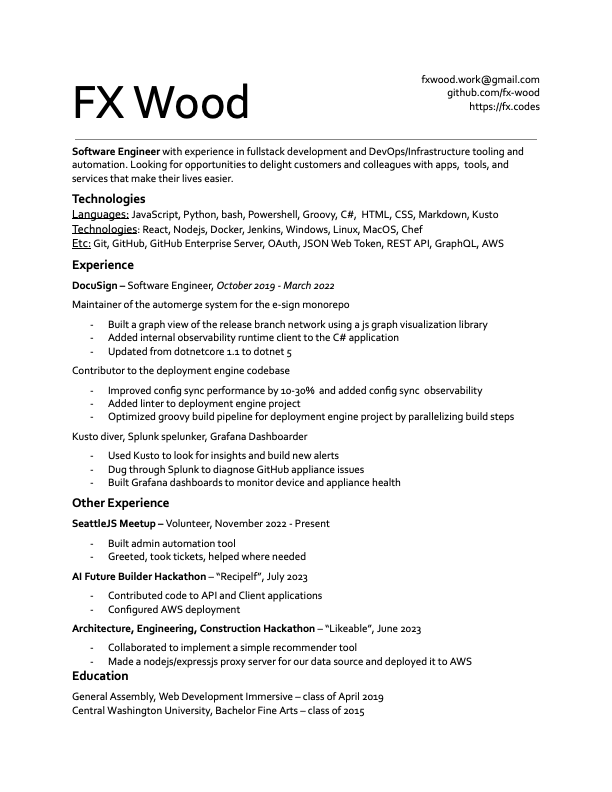 fxwood.work@gmail.com
github.com/fx-wood
https://fx.codes
FX Wood
Software Engineer with experience in fullstack development and DevOps/Infrastructure tooling and
automation. Looking for opportunities to delight customers and colleagues with apps, tools, and
services that make their lives easier.
Technologies
Languages: JavaScript, Python, bash, Powershell, Groovy, C#, HTML, CSS, Markdown, Kusto
Technologies: React, Nodejs, Docker, Jenkins, Windows, Linux, MacOS, Chef
Etc: Git, GitHub, GitHub Enterprise Server, OAuth, JSON Web Token, REST API, GraphQL, AWS
Experience
DocuSign – Software Engineer, October 2019 - March 2022
Maintainer of the automerge system for the e-sign monorepo
- Built a graph view of the release branch network using a js graph visualization library
- Added internal observability runtime client to the C# application
- Updated from dotnetcore 1.1 to dotnet 5
Contributor to the deployment engine codebase
- Improved config sync performance by 10-30% and added config sync observability
- Added linter to deployment engine project
- Optimized groovy build pipeline for deployment engine project by parallelizing build steps
Kusto diver, Splunk spelunker, Grafana Dashboarder
- Used Kusto to look for insights and build new alerts
- Dug through Splunk to diagnose GitHub appliance issues
- Built Grafana dashboards to monitor device and appliance health
Other Experience
SeattleJS Meetup – Volunteer, November 2022 - Present
- Built admin automation tool
- Greeted, took tickets, helped where needed
AI Future Builder Hackathon – “Recipelf”, July 2023
- Contributed code to API and Client applications
- Configured AWS deployment
Architecture, Engineering, Construction Hackathon – “Likeable”, June 2023
- Collaborated to implement a simple recommender tool
- Made a nodejs/expressjs proxy server for our data source and deployed it to AWS
Education
General Assembly, Web Development Immersive – class of April 2019
Central Washington University, Bachelor Fine Arts – class of 2015